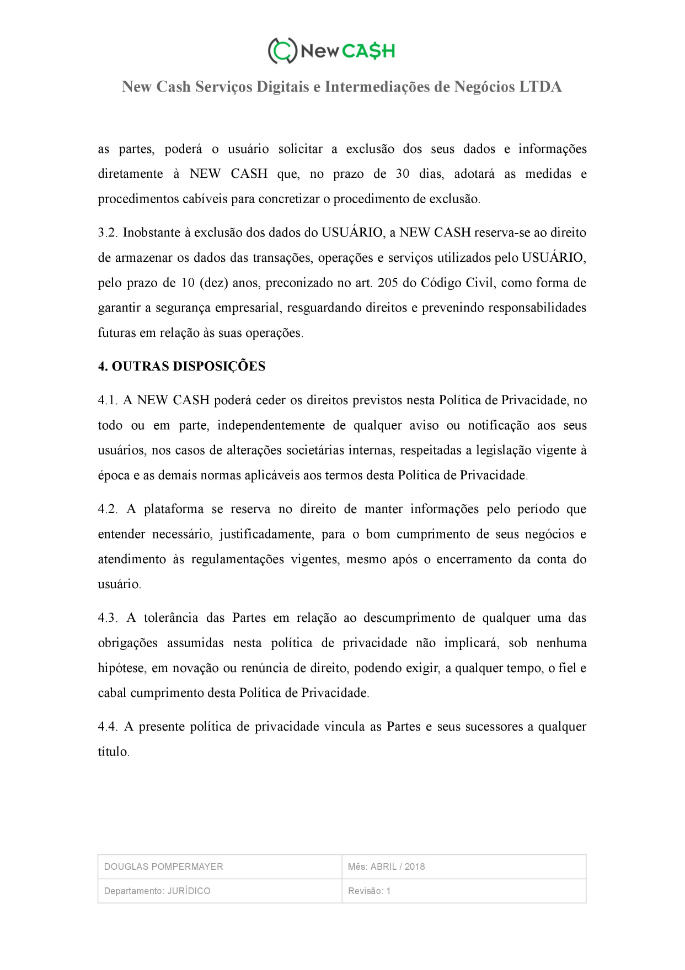 New CA$H
New Cash Serviços Digitais e Intermediações de Negócios LTDA
as partes, poderá o usuário solicitar a exclusão dos seus dados e informações
diretamente à NEW CASH que, no prazo de 30 dias, adotará as medidas e
procedimentos cabíveis para concretizar o procedimento de exclusão.
3.2. Inobstante à exclusão dos dados do USUÁRIO, a NEW CASH reserva-se ao direito
de armazenar os dados das transações, operações e serviços utilizados pelo USUÁRIO,
pelo prazo de 10 (dez) anos, preconizado no art. 205 do Código Civil, como forma de
garantir a segurança empresarial, resguardando direitos e prevenindo responsabilidades
futuras em relação às suas operações.
4. OUTRAS DISPOSIÇÕES
4.1. A NEW CASH poderá ceder os direitos previstos nesta Política de Privacidade, no
todo ou em parte, independentemente de qualquer aviso ou notificação aos seus
usuários, nos casos de alterações societárias internas, respeitadas a legislação vigente à
época e as demais normas aplicáveis aos termos desta Política de Privacidade.
4.2. A plataforma se reserva no direito de manter informações pelo período que
entender necessário, justificadamente, para o bom cumprimento de seus negócios e
atendimento às regulamentações vigentes, mesmo após o encerramento da conta do
usuário.
4.3. A tolerância das Partes em relação ao descumprimento de qualquer uma das
obrigações assumidas nesta política de privacidade não implicará, sob nenhuma
hipótese, em novação ou renúncia de direito, podendo exigir, a qualquer tempo, o fiel e
cabal cumprimento desta Política de Privacidade.
4.4. A presente política de privacidade vincula as Partes e seus sucessores a qualquer
título.
DOUGLAS POMPERMAYER
Mês: ABRIL / 2018
Departamento: JURÍDICO
Revisão: 1